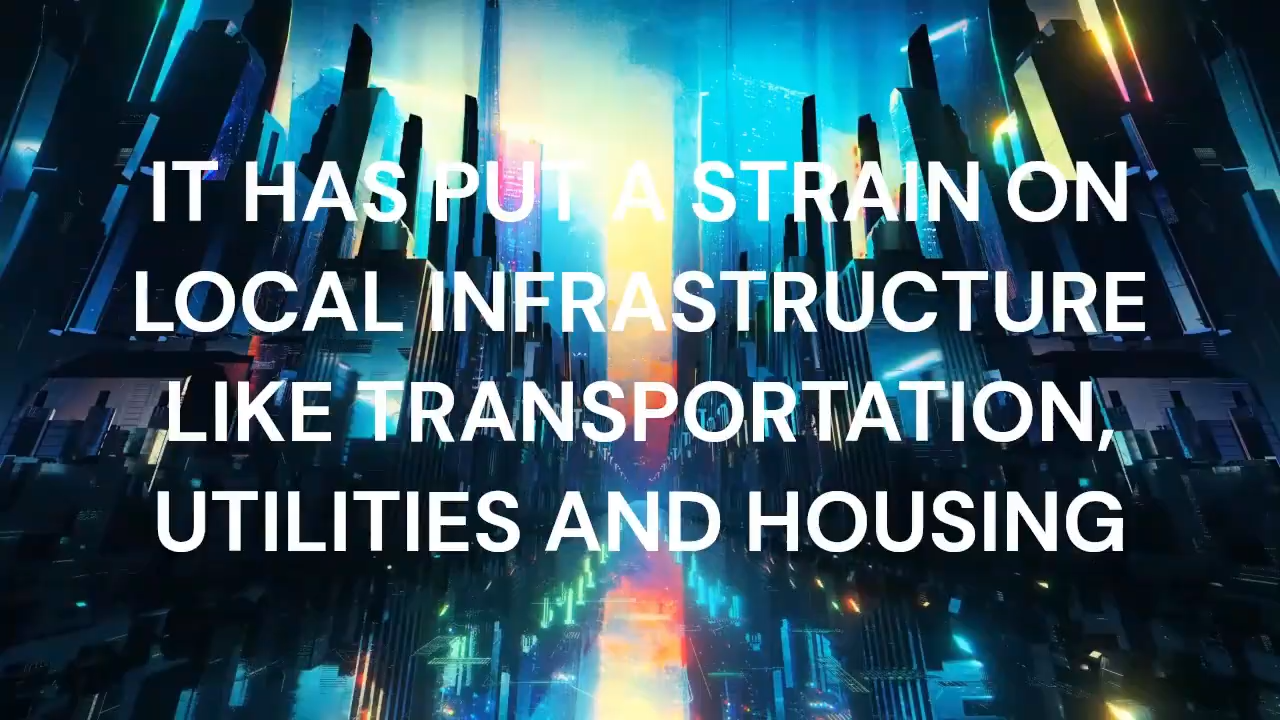 IT HAS PUT A STRAIN ON
LOCAL INFRASTRUCTURE
LIKE TRANSPORTATION,
UTILITIES AND HOUSING